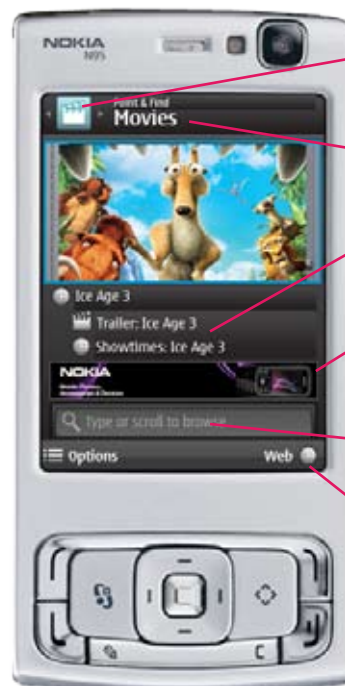 NOKIA
N95
Point & Find
Movies
Ice Age 3
Trailer: Ice Age 3
Showtimes: Ice Age 3
NOKIA
Type or scroll to browse
Options
Web
C